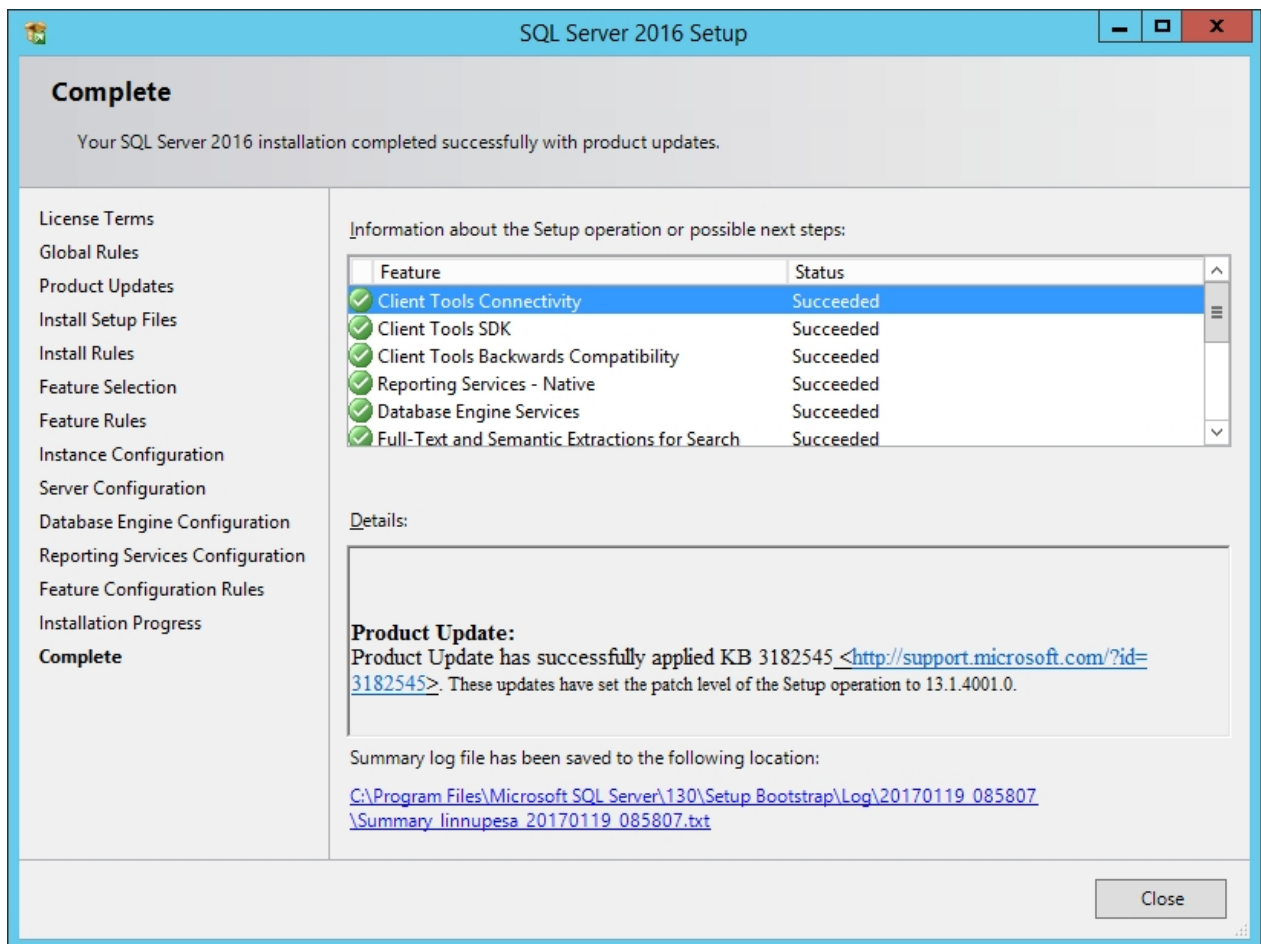 SQL Server 2016 Setup
Complete
Your SQL Server 2016 installation completed successfully with product updates.
License Terms
Global Rules
Product Updates
Install Setup Files
Install Rules
Feature Selection
Feature Rules
Instance Configuration
Server Configuration
Database Engine Configuration
Reporting Services Configuration
Feature Configuration Rules
Installation Progress
Complete
Information about the Setup operation or possible next steps:
Feature Status
Client Tools Connectivity Succeeded
Client Tools SDK Succeeded
Client Tools Backwards Compatibility Succeeded
Reporting Services - Native Succeeded
Database Engine Services Succeeded
Full-Text and Semantic Extractions for Search Succeeded
Details:
Product Update:
Product Update has successfully applied KB 3182545 <http://support.microsoft.com/?id=
3182545>. These updates have set the patch level of the Setup operation to 13.1.4001.0.
Summary log file has been saved to the following location:
C:\Program Files\Microsoft SQL Server\130\Setup Bootstrap\Log\20170119_085807
\Summary_linnupesa_20170119_085807.txt
Close